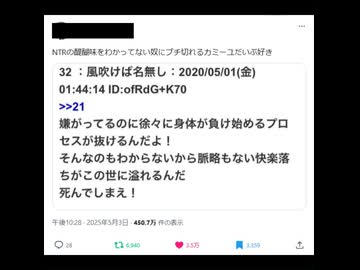 NTRの醍醐味をわかってない奴にブチ切れるカミーユだいぶ好き
32 ：風吹けば名無し：2020/05/01(金)
01:44:14 ID:ofRdG+K70
>>21
嫌がってるのに徐々に身体が負け始めるプロ
セスが抜けるんだよ！
そんなのもわからないから脈略もない快楽落
ちがこの世に溢れるんだ
死んでしまえ！
午後10:28 · 2025年5月3日 · 450.7万 件の表示
28 6,940 3.5万 3,359